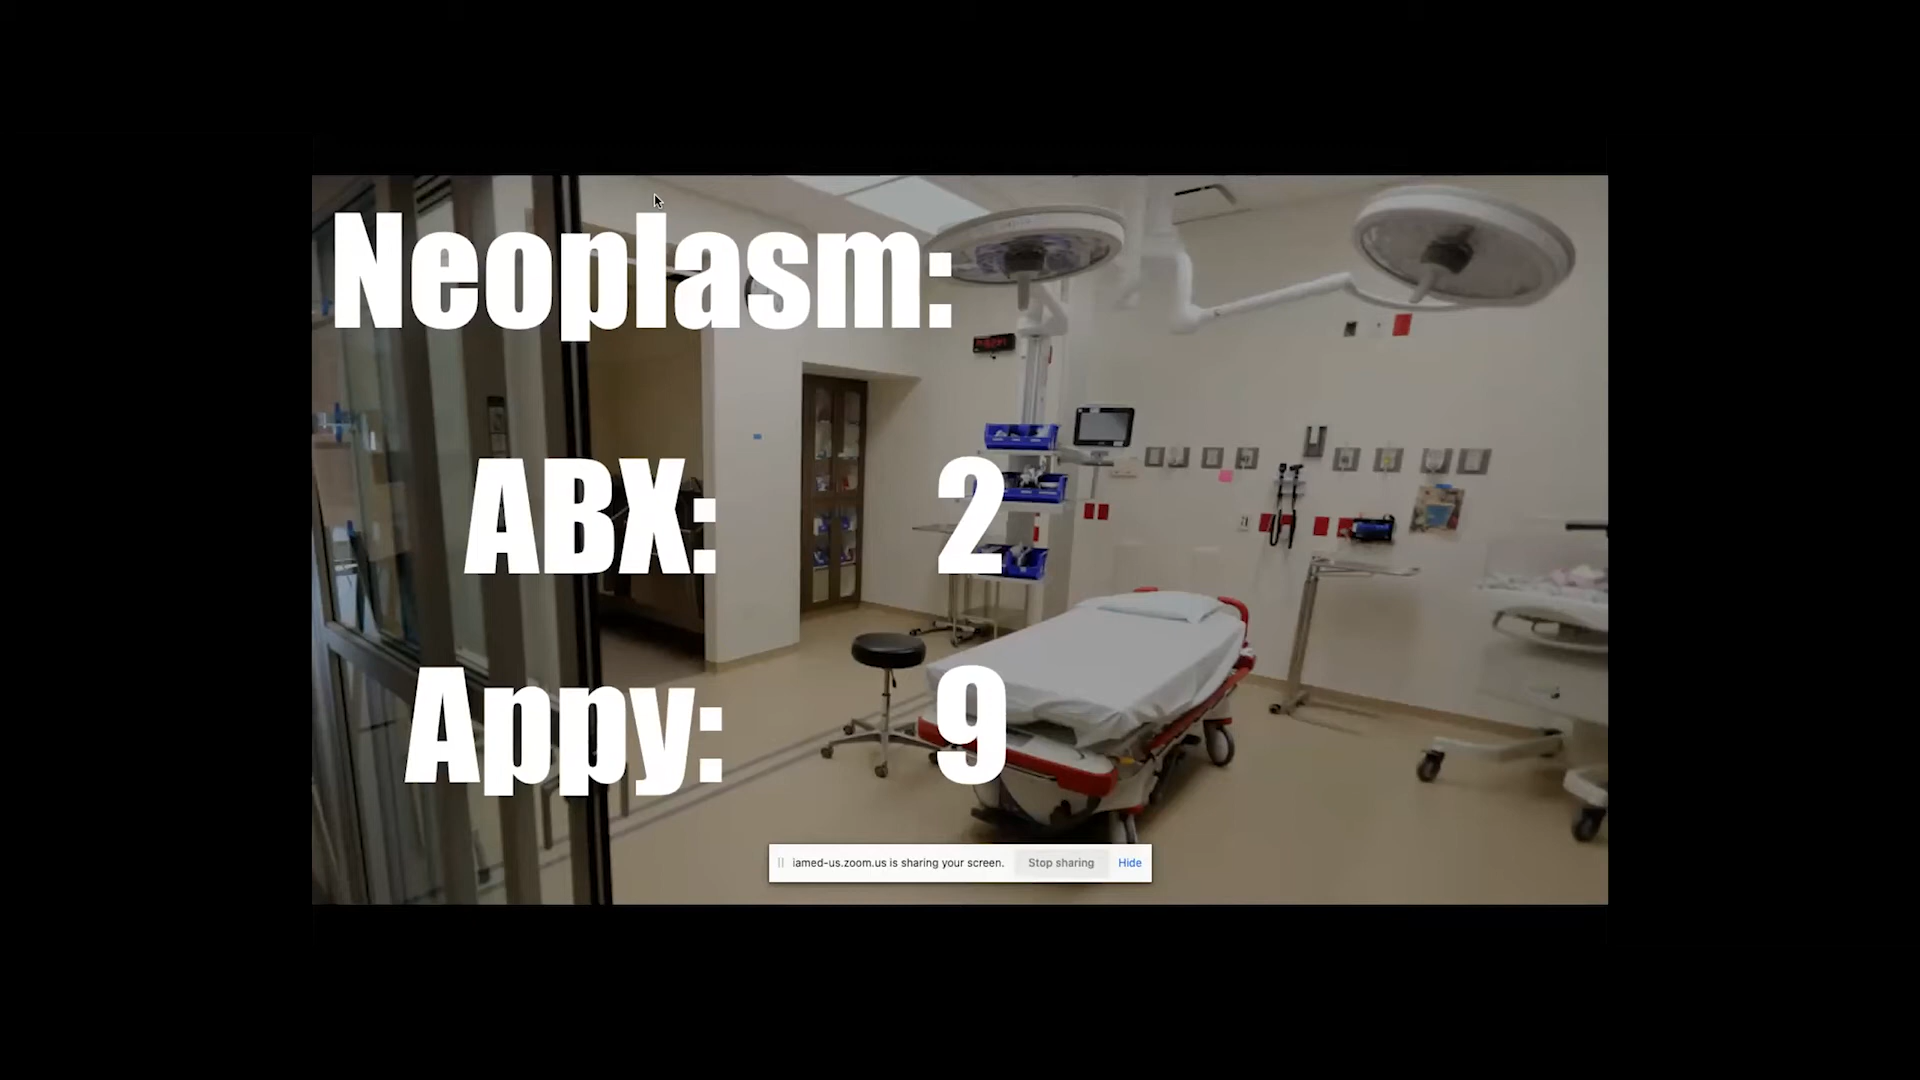 Neoplasm:
ABX: 2
Appy: 9
iamed-us.zoom.us is sharing your screen. Stop sharing Hide